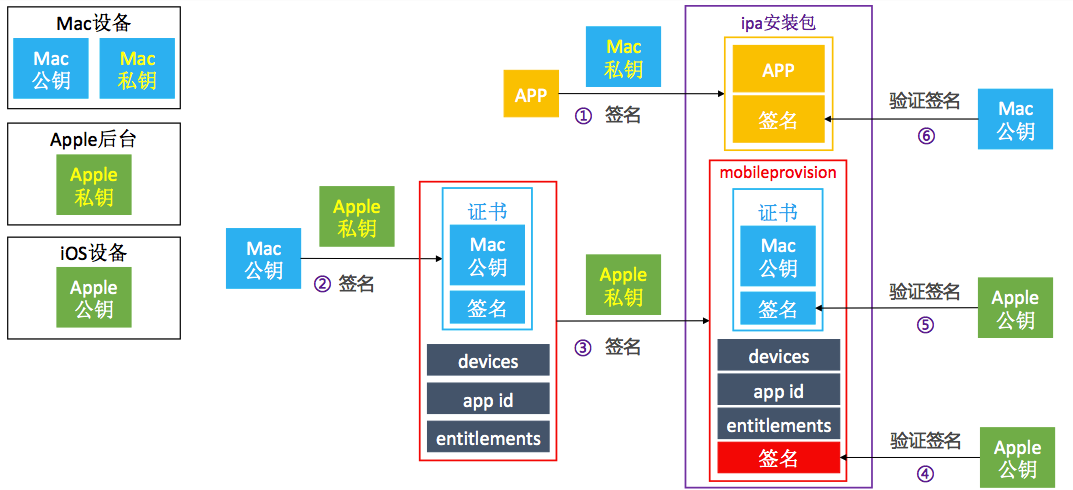 Mac设备
Mac
公钥
Mac
私钥
Apple后台
Apple
私钥
iOS设备
Apple
公钥
Mac
公钥
Apple
私钥
② 签名
证书
Mac
公钥
签名
devices
app id
entitlements
APP
Mac
私钥
① 签名
Apple
私钥
③ 签名
ipa安装包
APP
签名
mobileprovision
证书
Mac
公钥
签名
devices
app id
entitlements
签名
验证签名
⑥
Mac
公钥
验证签名
⑤
Apple
公钥
验证签名
④
Apple
公钥